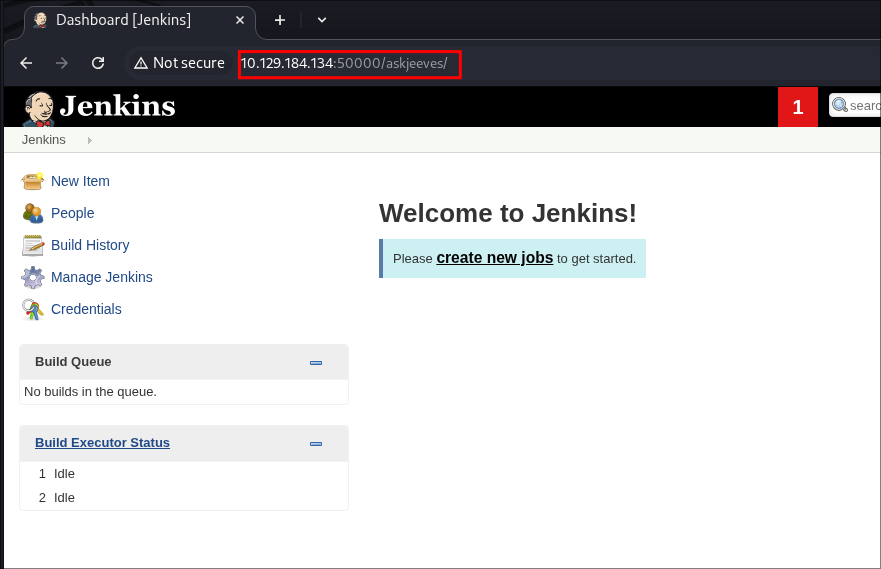 Dashboard [Jenkins]
Not secure
10.129.184.134:50000/askjeeves/
Jenkins
1
searc
Jenkins
New Item
People
Build History
Manage Jenkins
Credentials
Welcome to Jenkins!
Please create new jobs to get started.
Build Queue
No builds in the queue.
Build Executor Status
1 Idle
2 Idle